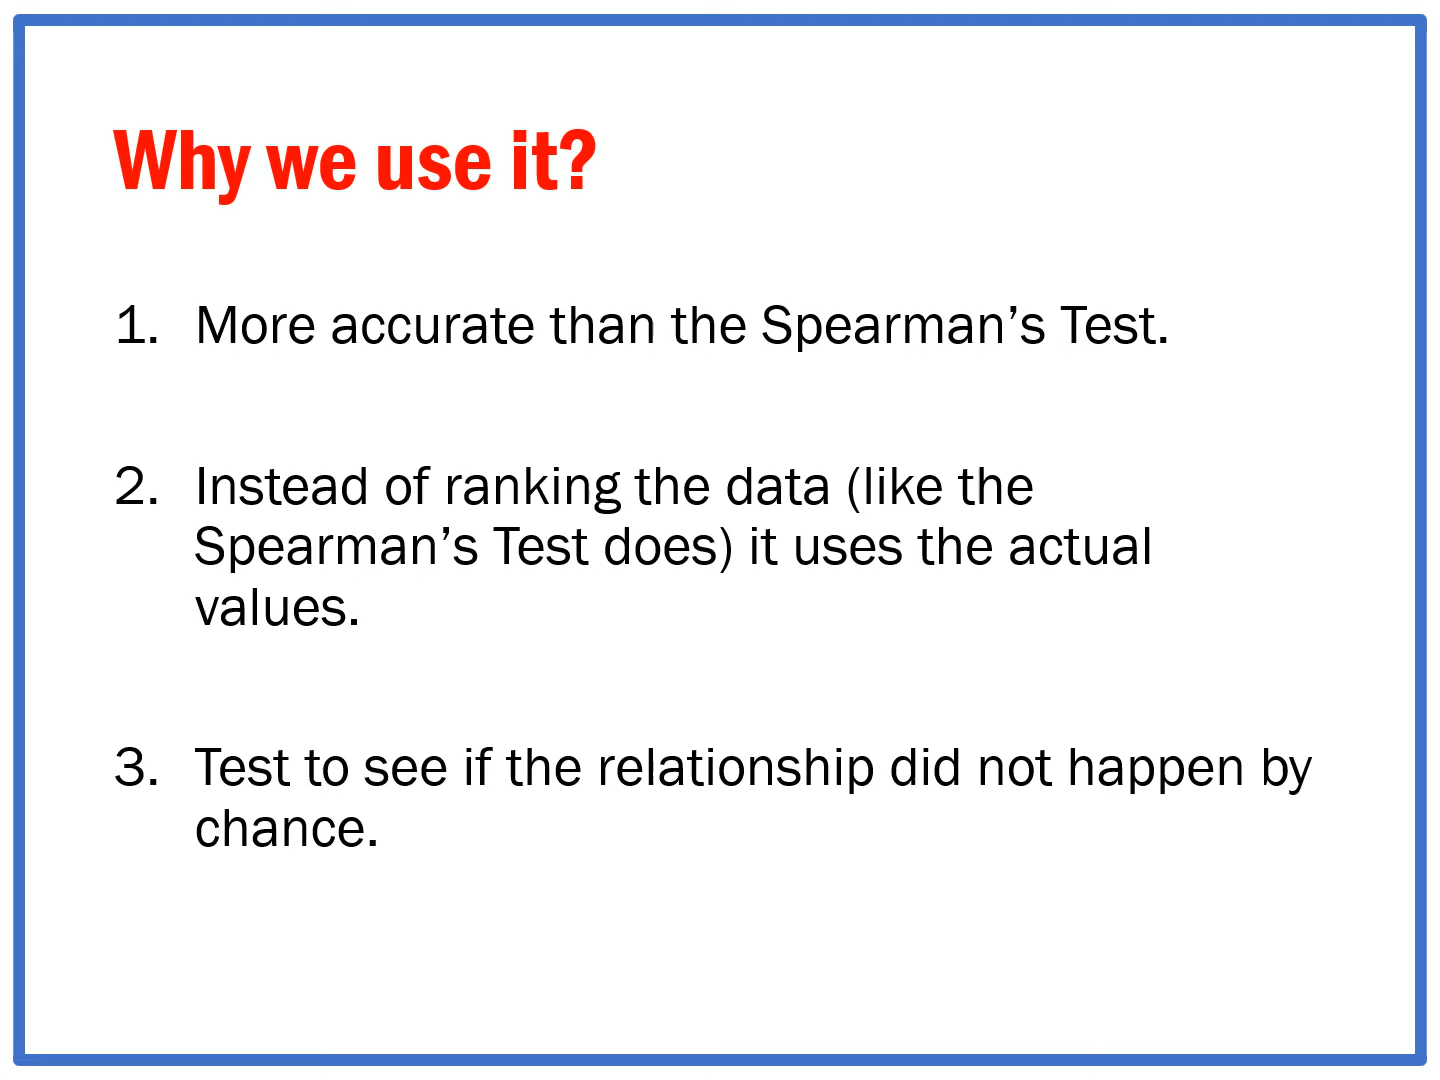 Why we use it?
1. More accurate than the Spearman’s Test.
2. Instead of ranking the data (like the
Spearman’s Test does) it uses the actual
values.
3. Test to see if the relationship did not happen by
chance.